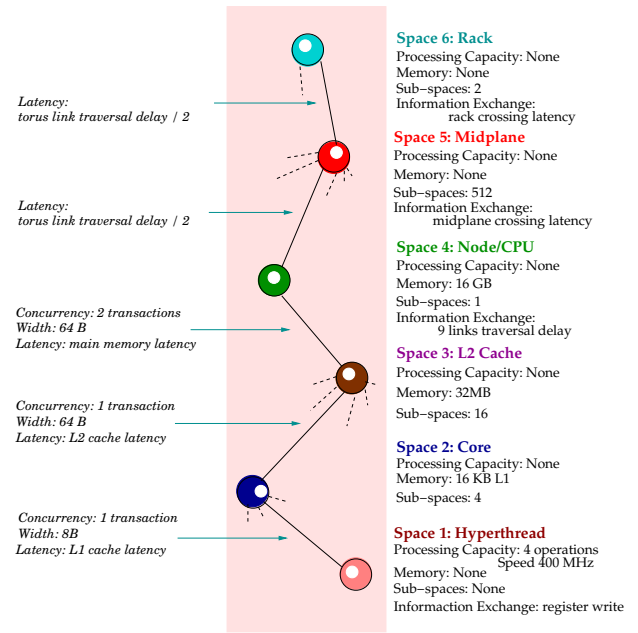 Space 6: Rack
Processing Capacity: None
Memory: None
Sub−spaces: 2
Information Exchange:
rack crossing latency
Latency:
torus link traversal delay / 2
Space 5: Midplane
Processing Capacity: None
Memory: None
Sub−spaces: 512
Information Exchange:
midplane crossing latency
Latency:
torus link traversal delay / 2
Space 4: Node/CPU
Processing Capacity: None
Memory: 16 GB
Sub−spaces: 1
Information Exchange:
9 links traversal delay
Concurrency: 2 transactions
Width: 64 B
Latency: main memory latency
Space 3: L2 Cache
Processing Capacity: None
Memory: 32MB
Sub−spaces: 16
Concurrency: 1 transaction
Width: 64 B
Latency: L2 cache latency
Space 2: Core
Processing Capacity: None
Memory: 16 KB L1
Sub−spaces: 4
Concurrency: 1 transaction
Width: 8B
Latency: L1 cache latency
Space 1: Hyperthread
Processing Capacity: 4 operations
Speed 400 MHz
Memory: None
Sub−spaces: None
Informaction Exchange: register write